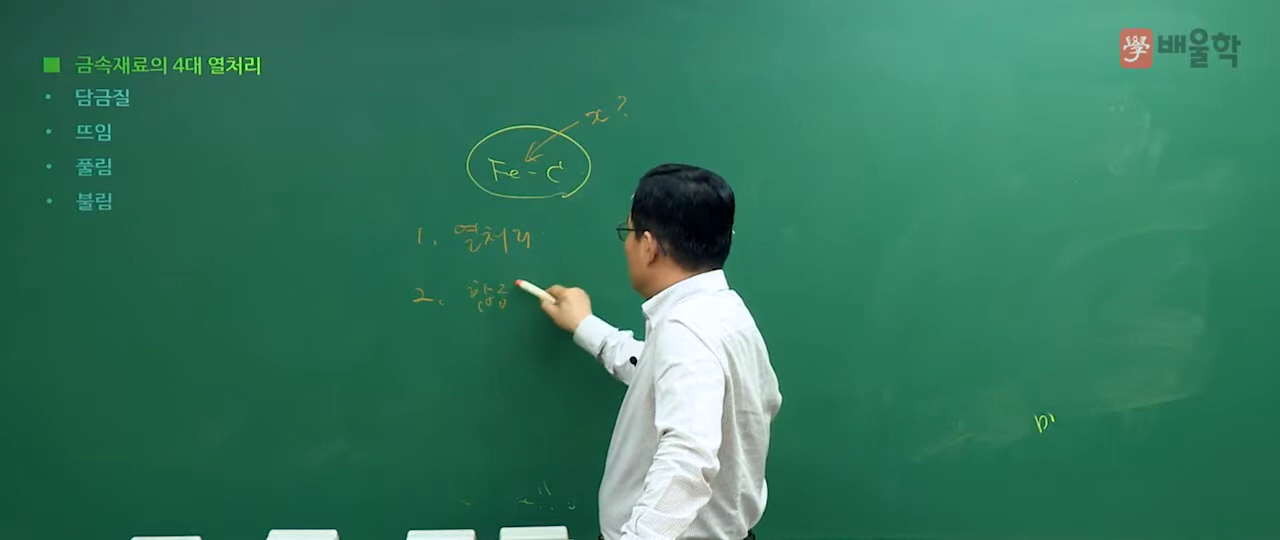 ■ 금속재료의 4대 열처리
• 담금질
• 뜨임
• 풀림
• 불림
學 배울학
x?
Fe-C
1. 열처리
2. 합금